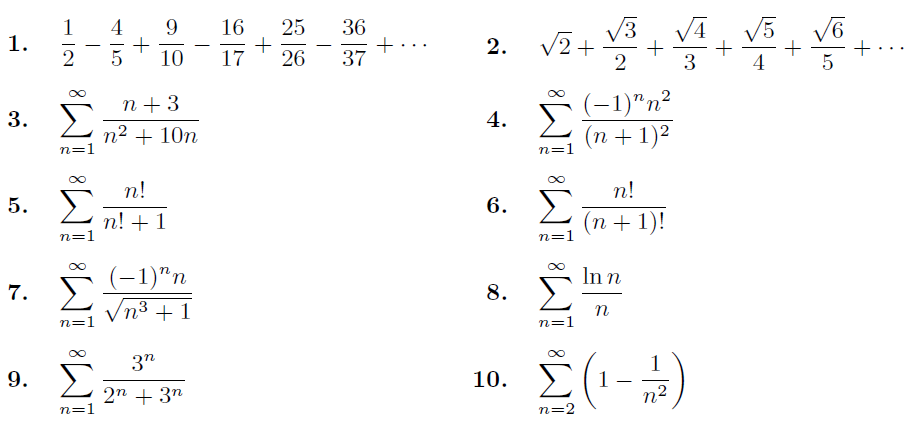 1. 1/2 − 4/5 + 9/10 − 16/17 + 25/26 − 36/37 + ⋯
2. √2 + √3/2 + √4/3 + √5/4 + √6/5 + ⋯
3. ∑_{n=1}^{∞} (n + 3)/(n² + 10n)
4. ∑_{n=1}^{∞} ((−1)ⁿn²)/((n + 1)²)
5. ∑_{n=1}^{∞} n!/(n! + 1)
6. ∑_{n=1}^{∞} n!/(n + 1)!
7. ∑_{n=1}^{∞} ((−1)ⁿn)/√(n³ + 1)
8. ∑_{n=1}^{∞} (ln n)/n
9. ∑_{n=1}^{∞} 3ⁿ/(2ⁿ + 3ⁿ)
10. ∑_{n=2}^{∞} (1 − 1/n²)